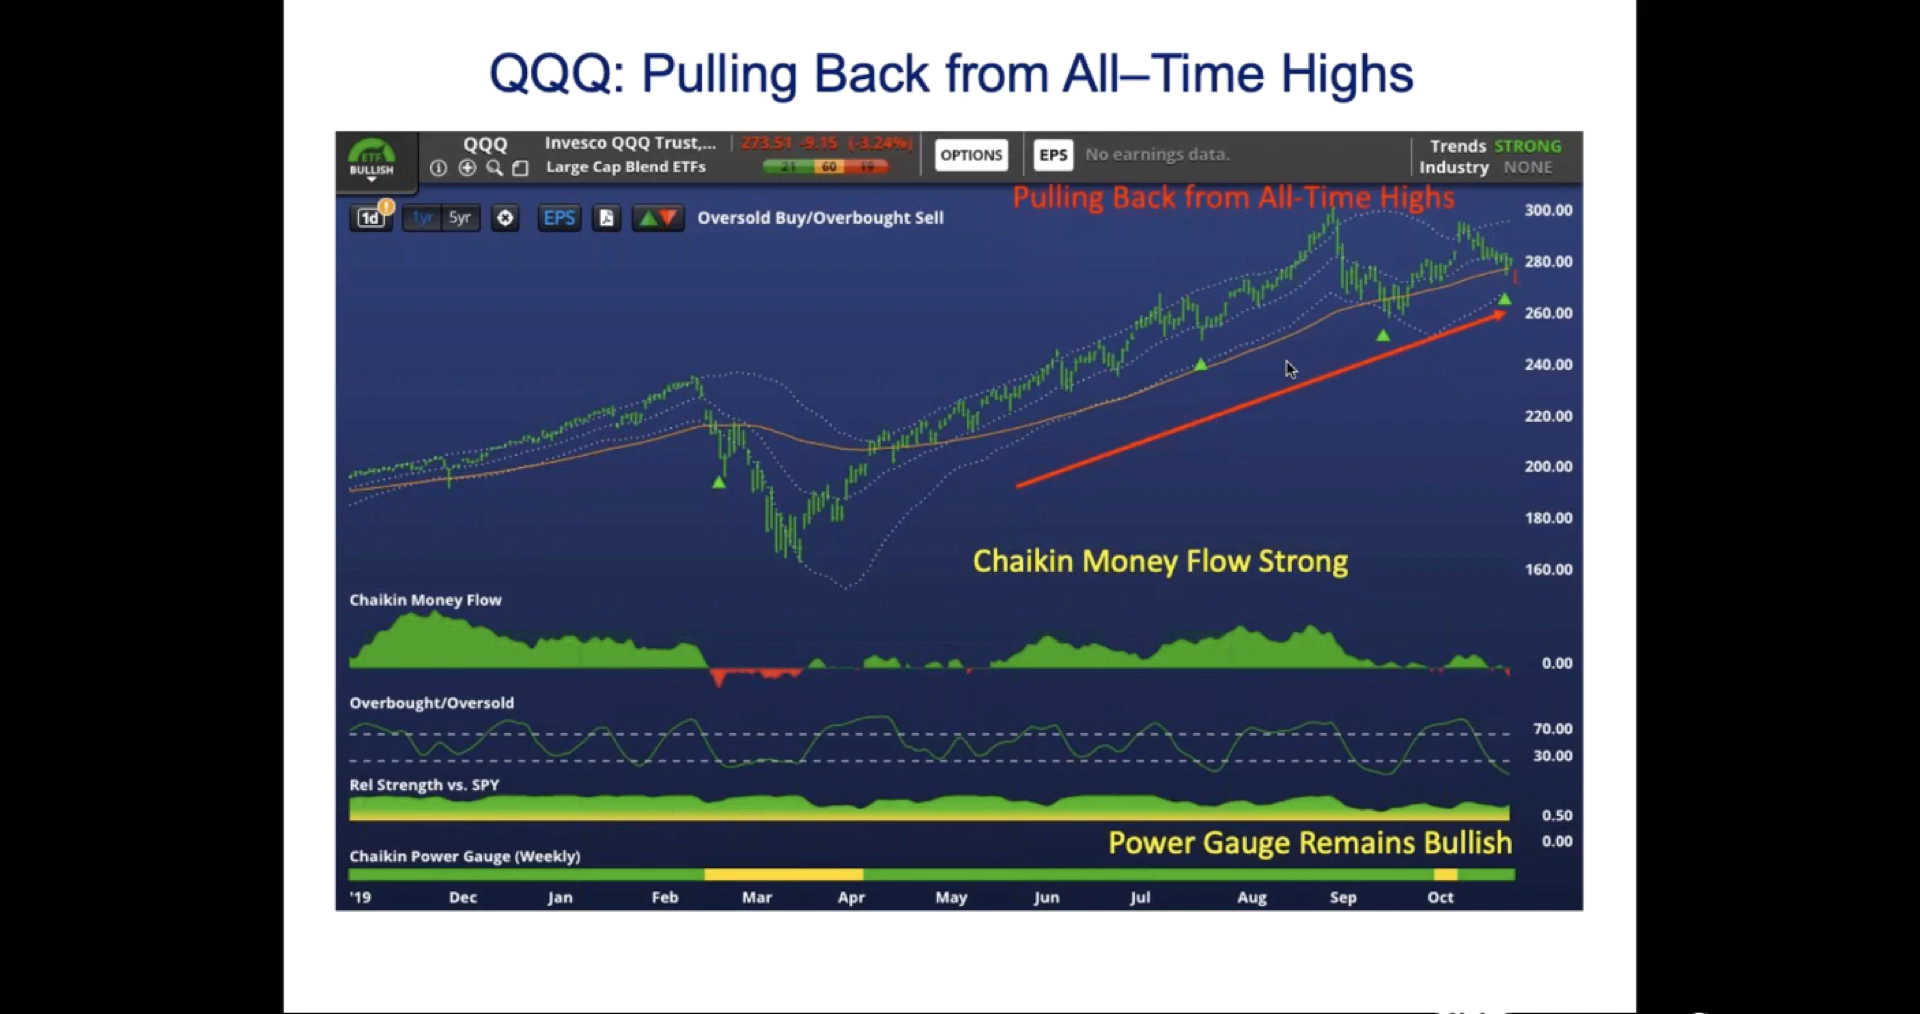 QQQ: Pulling Back from All–Time Highs
ETF
BULLISH
QQQ
Invesco QQQ Trust,...
Large Cap Blend ETFs
273.51 -9.15 (-3.24%)
21 60 19
OPTIONS
EPS
No earnings data.
Trends STRONG
Industry NONE
Pulling Back from All-Time Highs
1d
1yr 5yr
EPS
Oversold Buy/Overbought Sell
300.00
280.00
260.00
240.00
220.00
200.00
180.00
160.00
L
Chaikin Money Flow Strong
Chaikin Money Flow
0.00
Overbought/Oversold
70.00
30.00
Rel Strength vs. SPY
0.50
0.00
Power Gauge Remains Bullish
Chaikin Power Gauge (Weekly)
'19 Dec Jan Feb Mar Apr May Jun Jul Aug Sep Oct